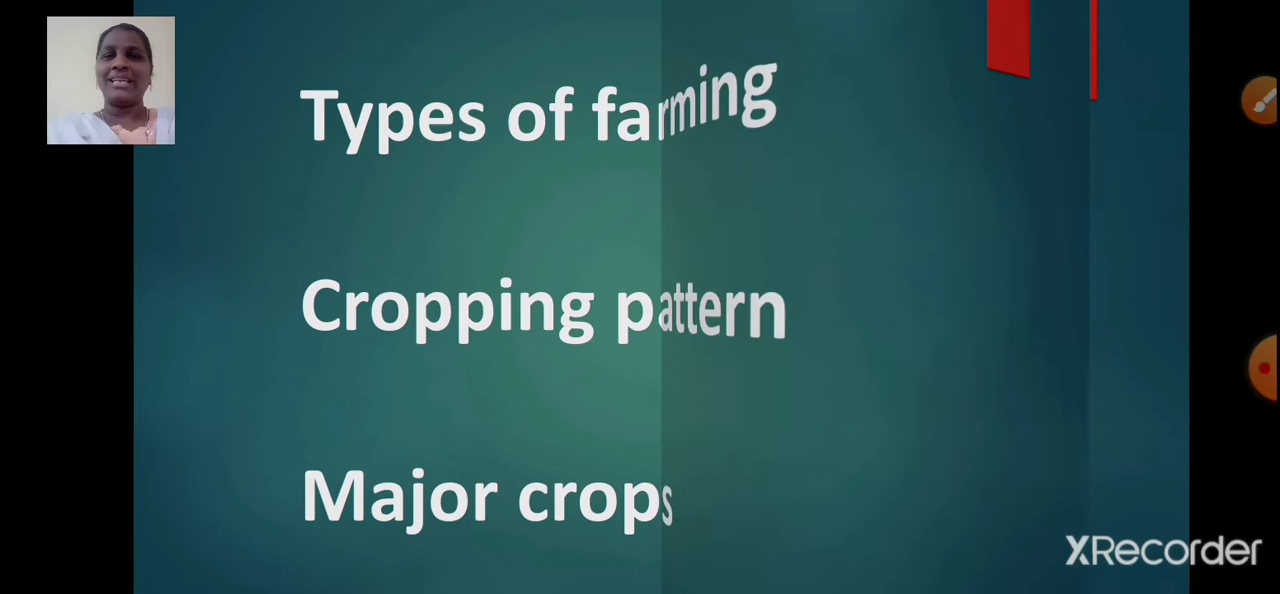 Types of farming
Cropping pattern
Major crops
XRecorder